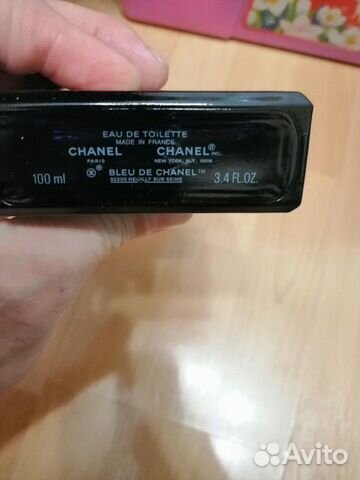 EAU DE TOILETTE
MADE IN FRANCE
CHANEL CHANEL® INC.
PARIS NEW YORK, N.Y. 10019
100 ml BLEU DE CHANEL™ 3.4 FL.OZ.
92200 NEUILLY SUR SEINE
Avito